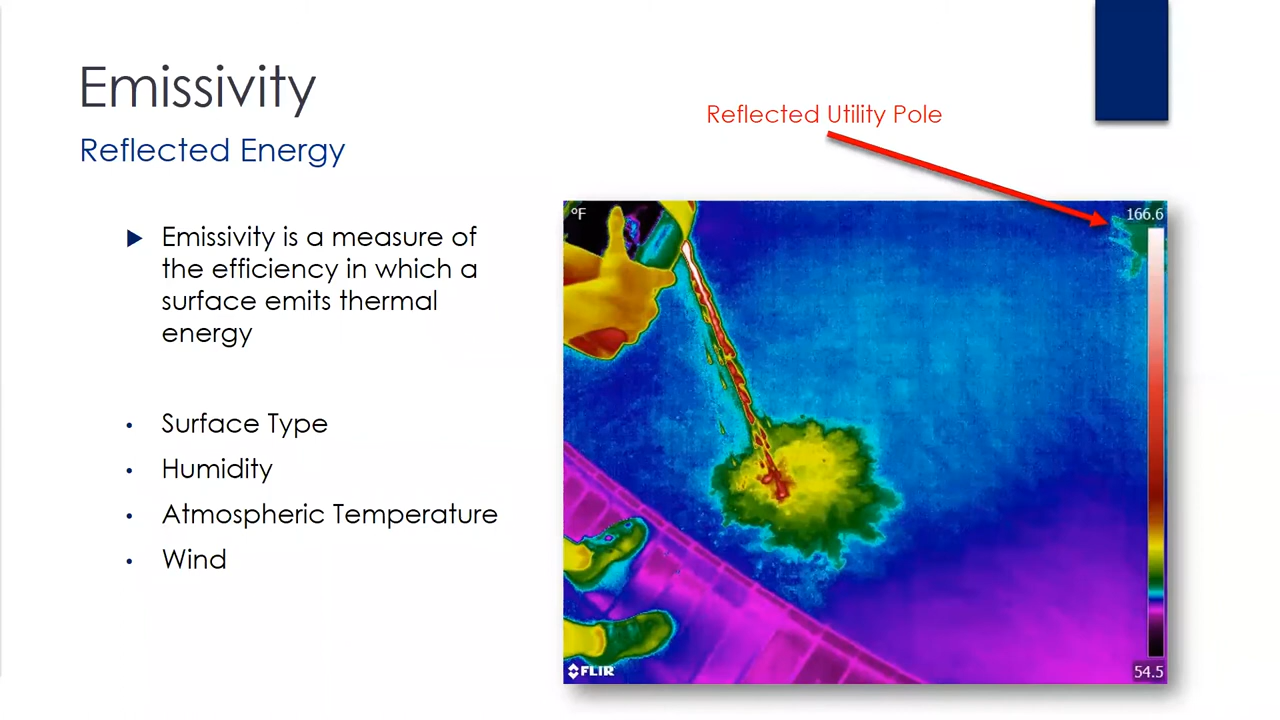 Emissivity
Reflected Energy
Reflected Utility Pole
Emissivity is a measure of
the efficiency in which a
surface emits thermal
energy
• Surface Type
• Humidity
• Atmospheric Temperature
• Wind
°F
166.6
54.5
FLIR